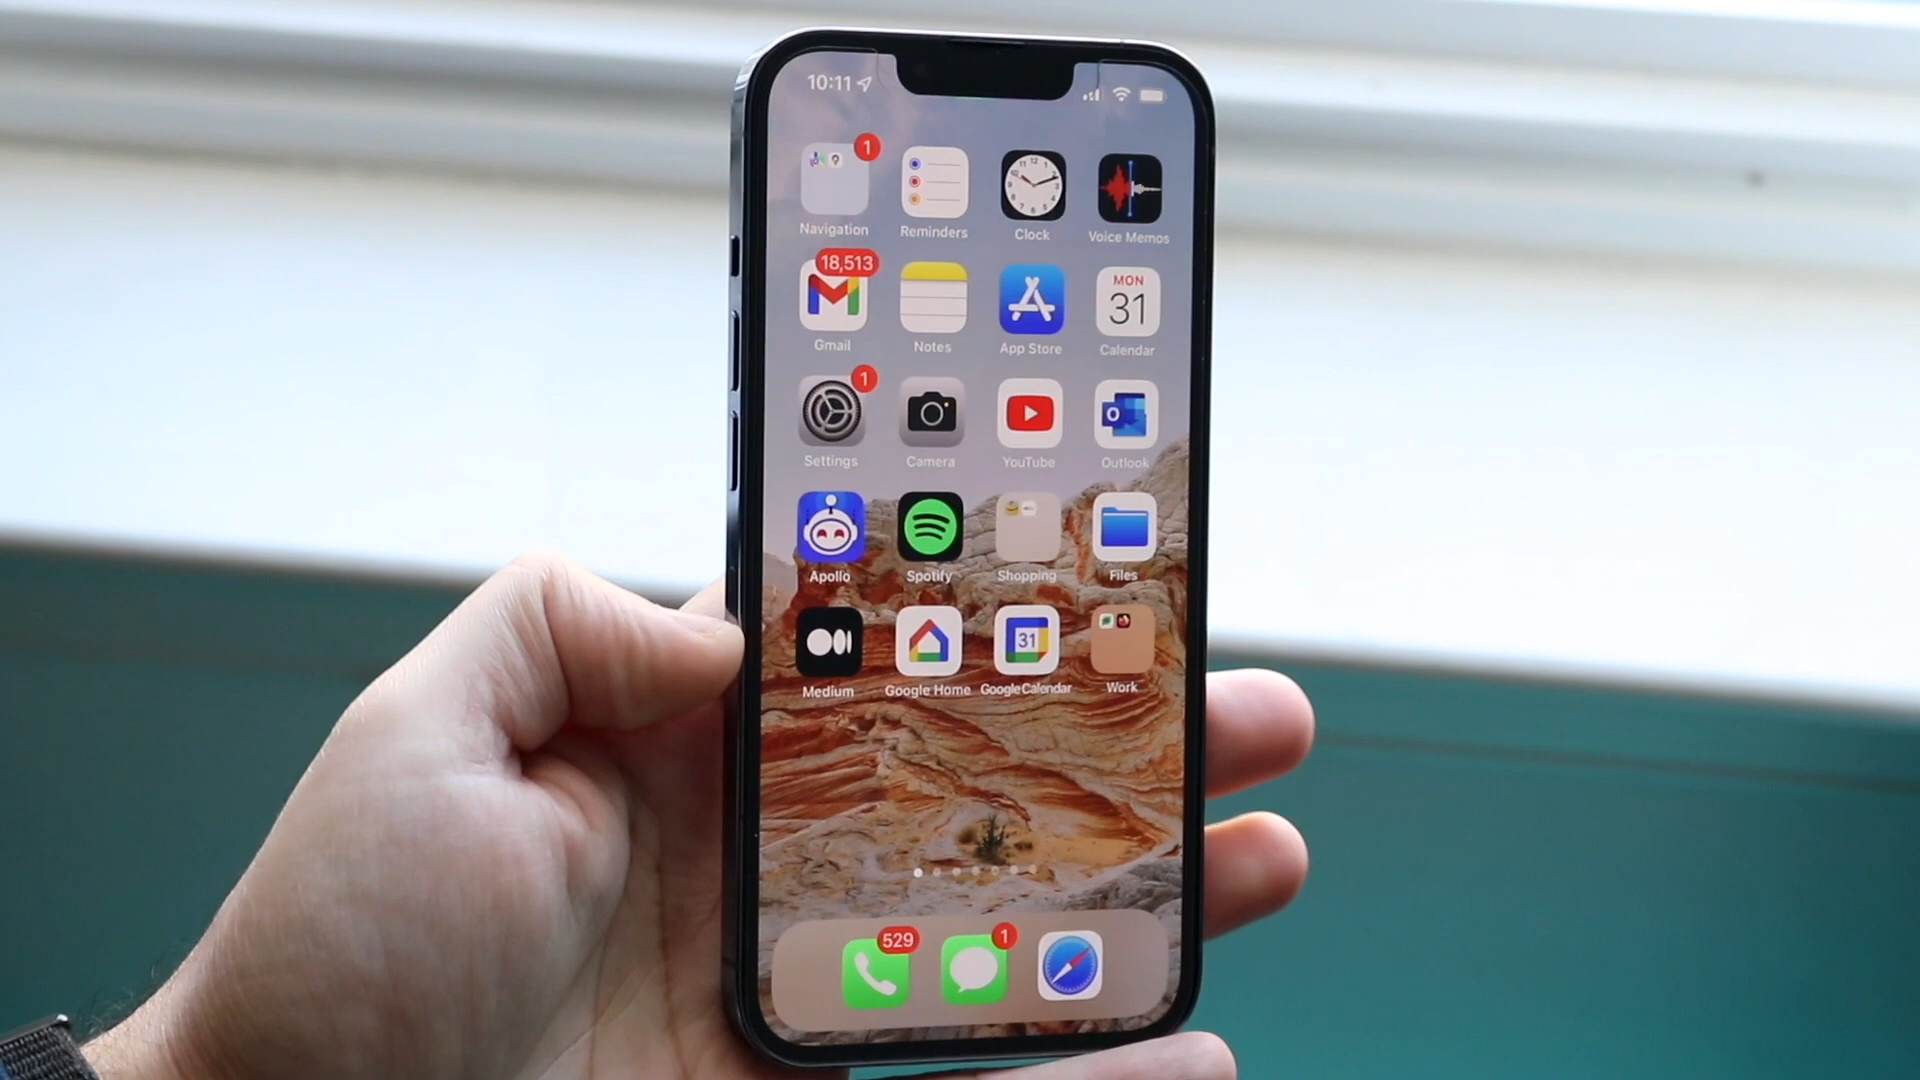 10:11
1
Navigation Reminders Clock Voice Memos
18,513
MON
31
Gmail Notes App Store Calendar
1
O
Settings Camera YouTube Outlook
Apollo Spotify Shopping Files
31
Medium Google Home Google Calendar Work
529 1